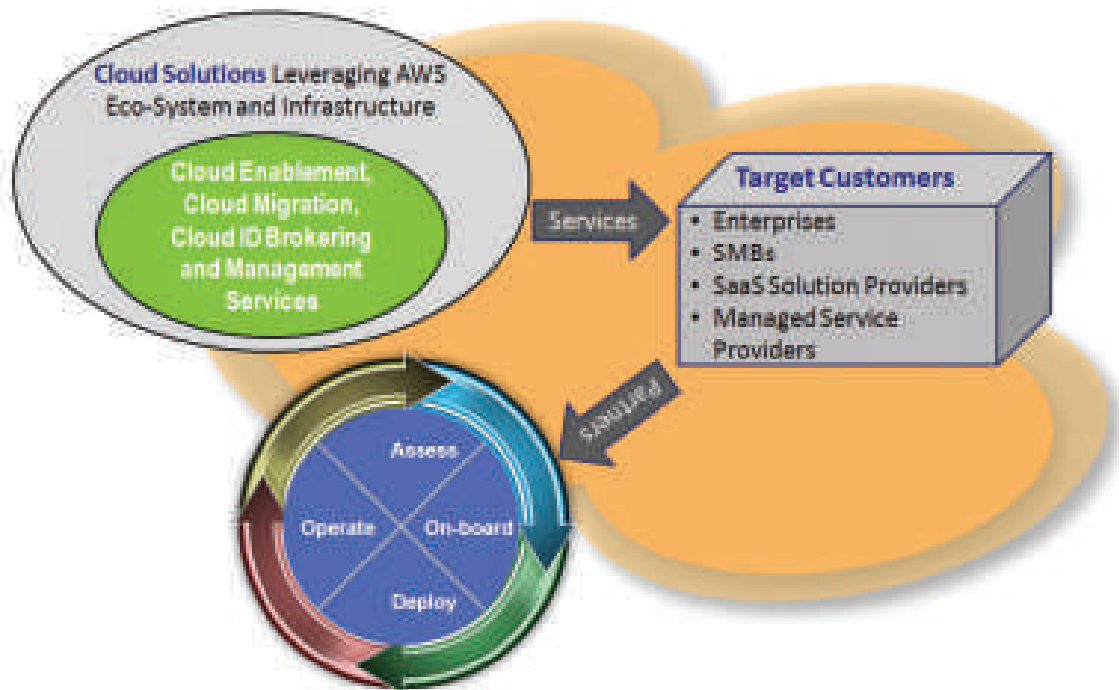 Cloud Solutions Leveraging AWS
Eco-System and Infrastructure
Cloud Enablement,
Cloud Migration,
Cloud ID Brokering
and Management
Services
Services
Target Customers
• Enterprises
• SMBs
• SaaS Solution Providers
• Managed Service
Providers
Partners
Assess
Operate
On-board
Deploy